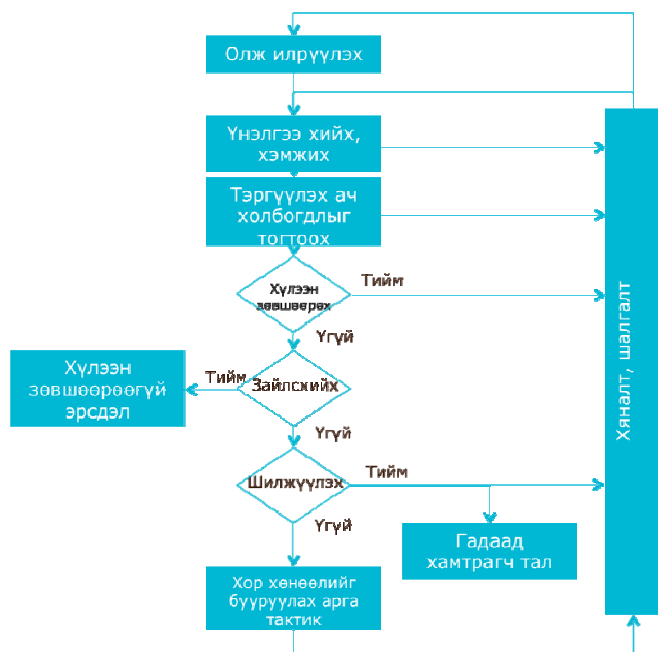 Олж илрүүлэх
Үнэлгээ хийх,
хэмжих
Тэргүүлэх ач
холбогдлыг
тогтоох
Хүлээн
зөвшөөрөх
Тийм
Үгүй
Хүлээн
зөвшөөрөөгүй
эрсдэл
Тийм
Зайлсхийх
Үгүй
Шилжүүлэх
Тийм
Үгүй
Гадаад
хамтрагч тал
Хор хөнөөлийг
бууруулах арга
тактик
Хяналт, шалгалт